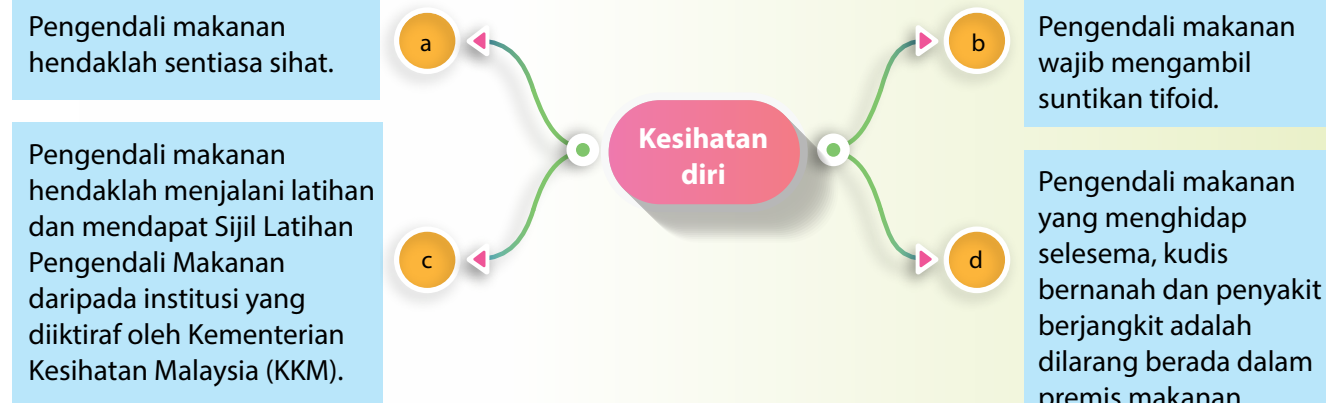 a
Pengendali makanan
hendaklah sentiasa sihat.
b
Pengendali makanan
wajib mengambil
suntikan tifoid.
Kesihatan
diri
c
Pengendali makanan
hendaklah menjalani latihan
dan mendapat Sijil Latihan
Pengendali Makanan
daripada institusi yang
diiktiraf oleh Kementerian
Kesihatan Malaysia (KKM).
d
Pengendali makanan
yang menghidap
selesema, kudis
bernanah dan penyakit
berjangkit adalah
dilarang berada dalam
premis makanan